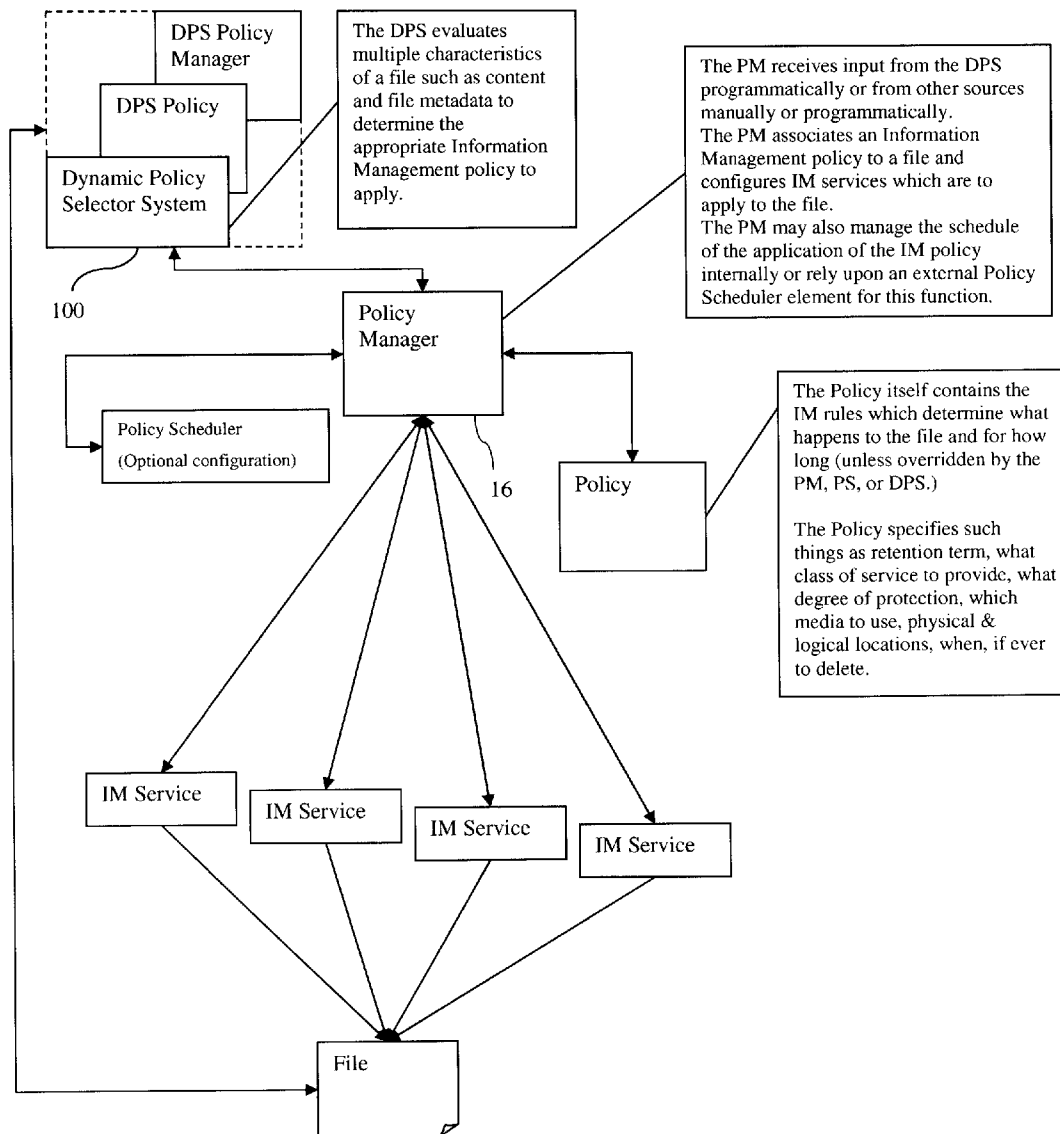 DPS Policy
Manager
DPS Policy
Dynamic Policy
Selector System
100
The DPS evaluates
multiple characteristics
of a file such as content
and file metadata to
determine the
appropriate Information
Management policy to
apply.
The PM receives input from the DPS
programmatically or from other sources
manually or programmatically.
The PM associates an Information
Management policy to a file and
configures IM services which are to
apply to the file.
The PM may also manage the schedule
of the application of the IM policy
internally or rely upon an external Policy
Scheduler element for this function.
Policy
Manager
16
Policy Scheduler
(Optional configuration)
Policy
The Policy itself contains the
IM rules which determine what
happens to the file and for how
long (unless overridden by the
PM, PS, or DPS.)
The Policy specifies such
things as retention term, what
class of service to provide, what
degree of protection, which
media to use, physical &
logical locations, when, if ever
to delete.
IM Service
IM Service
IM Service
IM Service
File